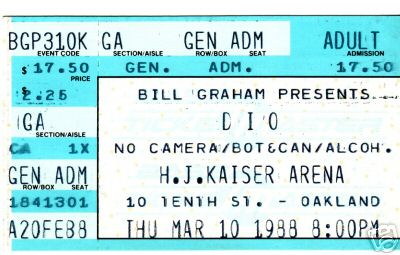 BGP310K GA GEN ADM ADULT
EVENT CODE SECTION/AISLE ROW/BOX SEAT
$ 17.50 GEN. ADM. 17.50
PRICE
2.25 BILL GRAHAM PRESENTS
GA D I O
SECTION/AISLE
CA 1X NO CAMERA/BOT&CAN/ALCOH.
GEN ADM H.J.KAISER ARENA
ROW/BOX SEAT
1841301 10 TENTH ST. - OAKLAND
A20FEB8 THU MAR 10 1988 8:00PM